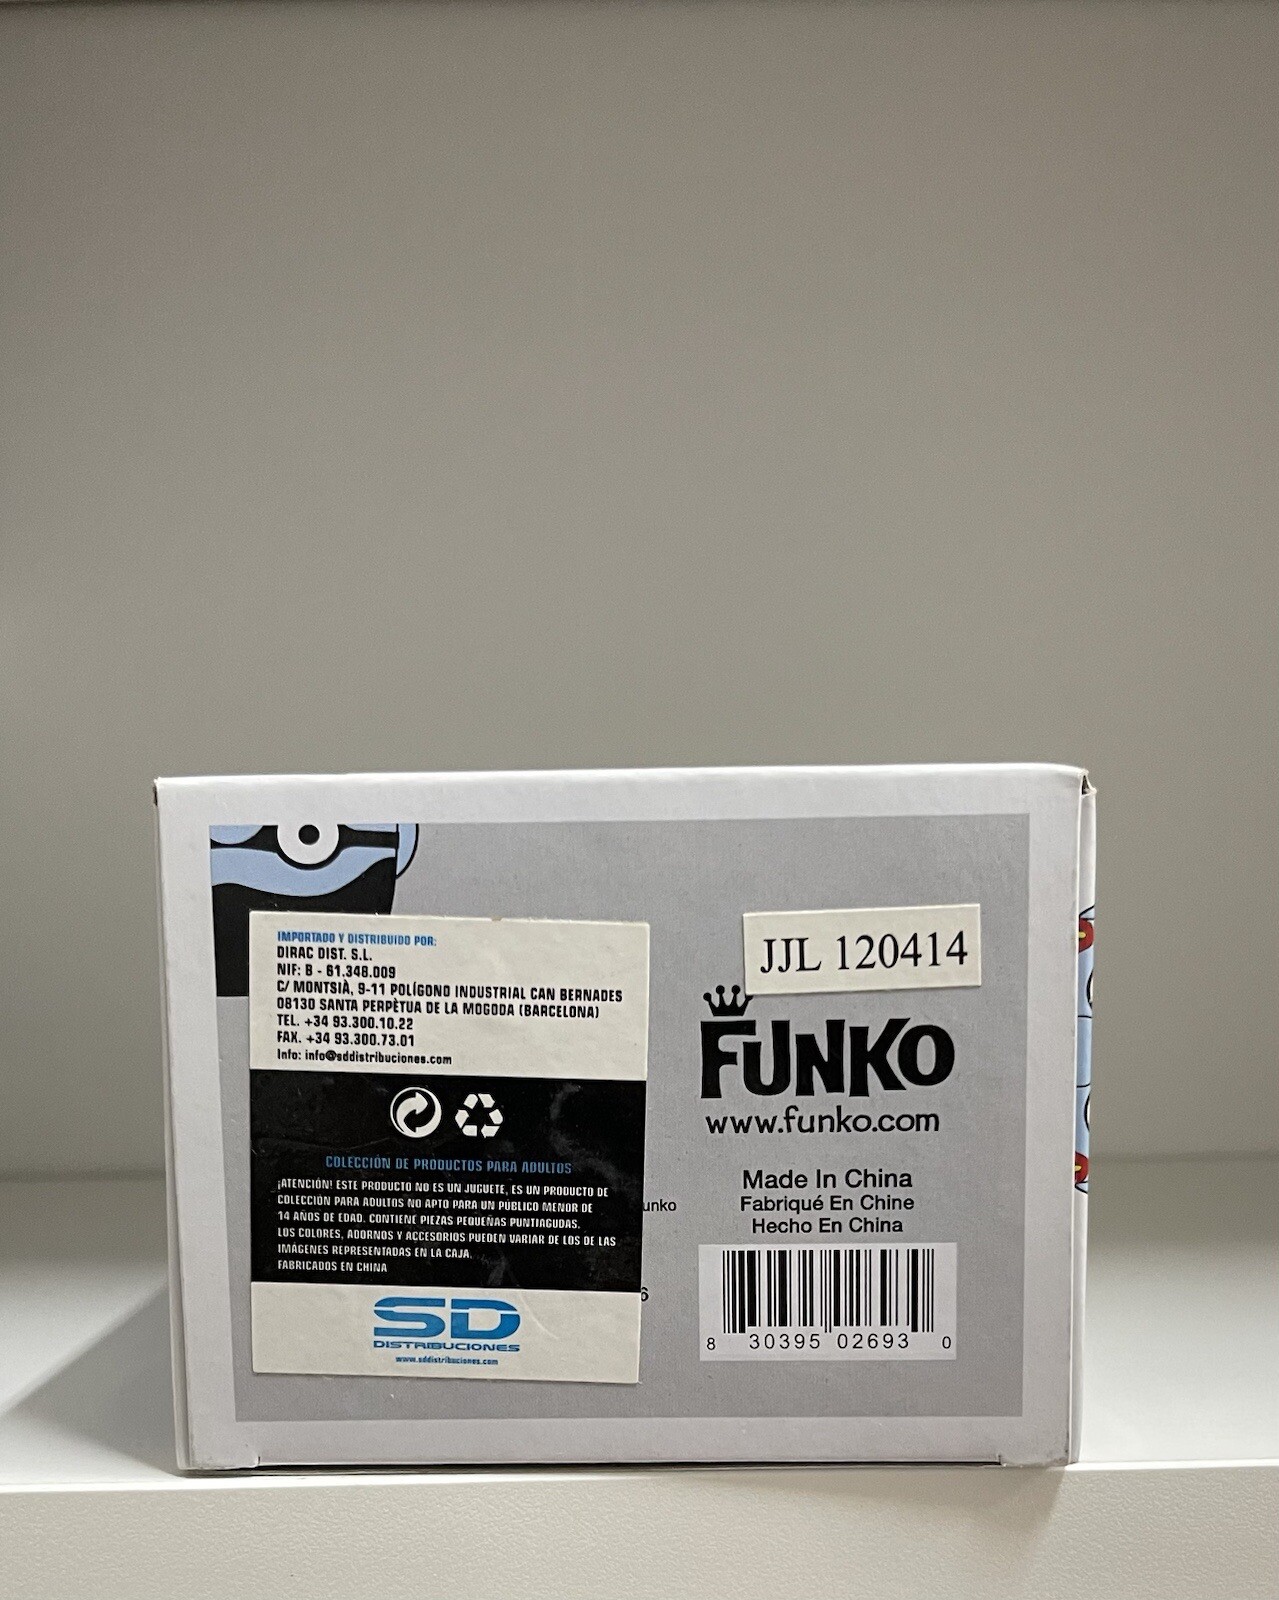 IMPORTADO Y DISTRIBUIDO POR:
DIRAC DIST. S.L.
NIF: B - 61.348.009
C/ MONTSIÀ, 9-11 POLÍGONO INDUSTRIAL CAN BERNADES
08130 SANTA PERPÈTUA DE LA MOGODA (BARCELONA)
TEL. +34 93.300.10.22
FAX. +34 93.300.73.01
Info: info@sddistribuciones.com
COLECCIÓN DE PRODUCTOS PARA ADULTOS
¡ATENCIÓN! ESTE PRODUCTO NO ES UN JUGUETE, ES UN PRODUCTO DE
COLECCIÓN PARA ADULTOS NO APTO PARA UN PÚBLICO MENOR DE
14 AÑOS DE EDAD. CONTIENE PIEZAS PEQUEÑAS PUNTIAGUDAS.
LOS COLORES, ADORNOS Y ACCESORIOS PUEDEN VARIAR DE LOS DE LAS
IMÁGENES REPRESENTADAS EN LA CAJA.
FABRICADOS EN CHINA
SD
DISTRIBUCIONES
www.sddistribuciones.com
unko
6
JJL 120414
FUNKO
www.funko.com
Made In China
Fabriqué En Chine
Hecho En China
8 30395 02693 0